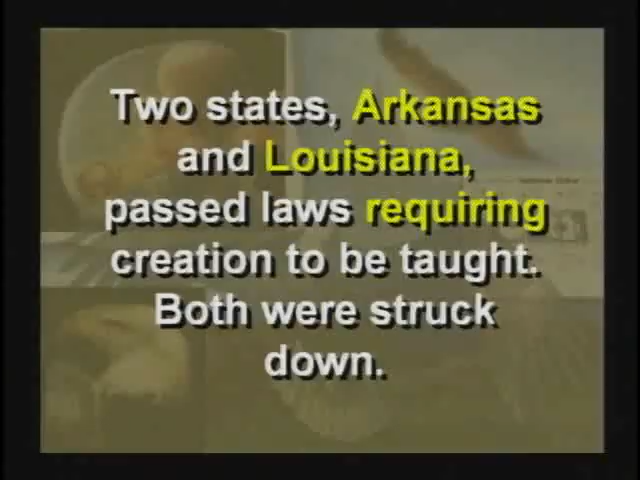 Two states, Arkansas
and Louisiana,
passed laws requiring
creation to be taught.
Both were struck
down.